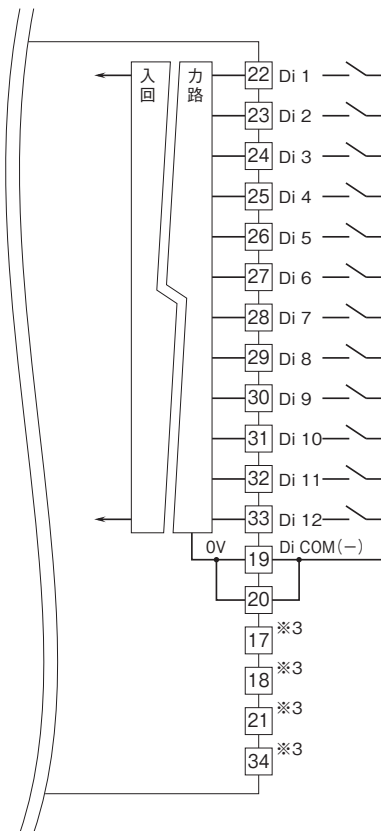 入力
回路
22 Di 1
23 Di 2
24 Di 3
25 Di 4
26 Di 5
27 Di 6
28 Di 7
29 Di 8
30 Di 9
31 Di 10
32 Di 11
33 Di 12
0V 19 Di COM(－)
20
17 ※3
18 ※3
21 ※3
34 ※3